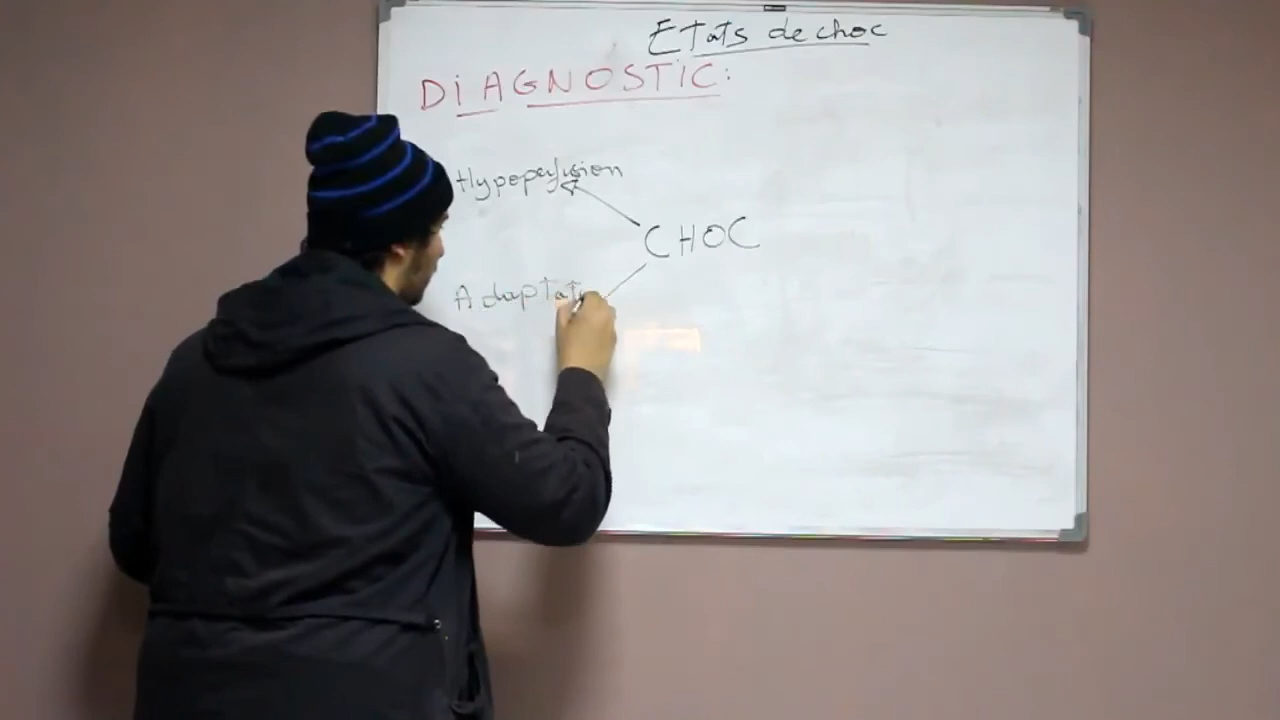 Etats de choc
DiAGNOSTiC:
Hypoperfusion
CHOC
Adaptat